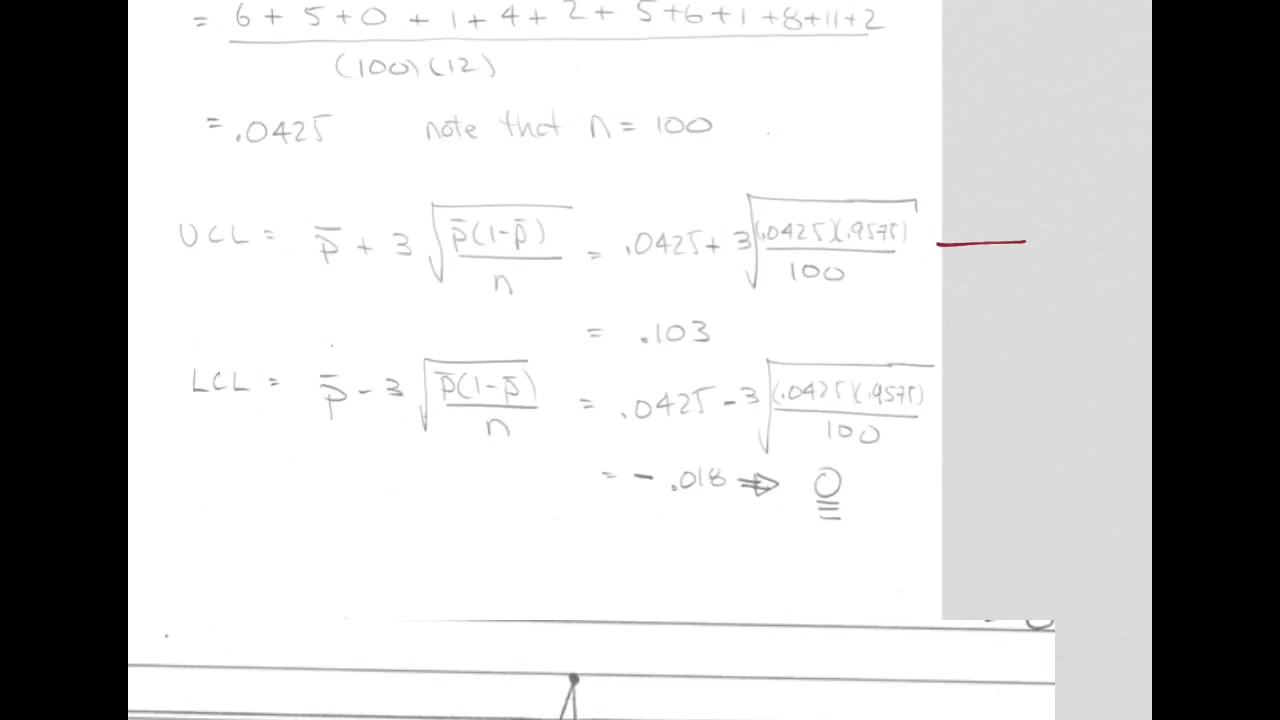 = 6 + 5 + 0 + 1 + 4 + 2 + 5 + 6 + 1 + 8 + 11 + 2
(100)(12)
= .0425 note that n = 100
UCL = p̄ + 3 √(p̄(1-p̄)/n) = .0425 + 3 √((.0425)(.9575)/100)
= .103
LCL = p̄ - 3 √(p̄(1-p̄)/n) = .0425 - 3 √((.0425)(.9575)/100)
= - .018 ⇒ 0